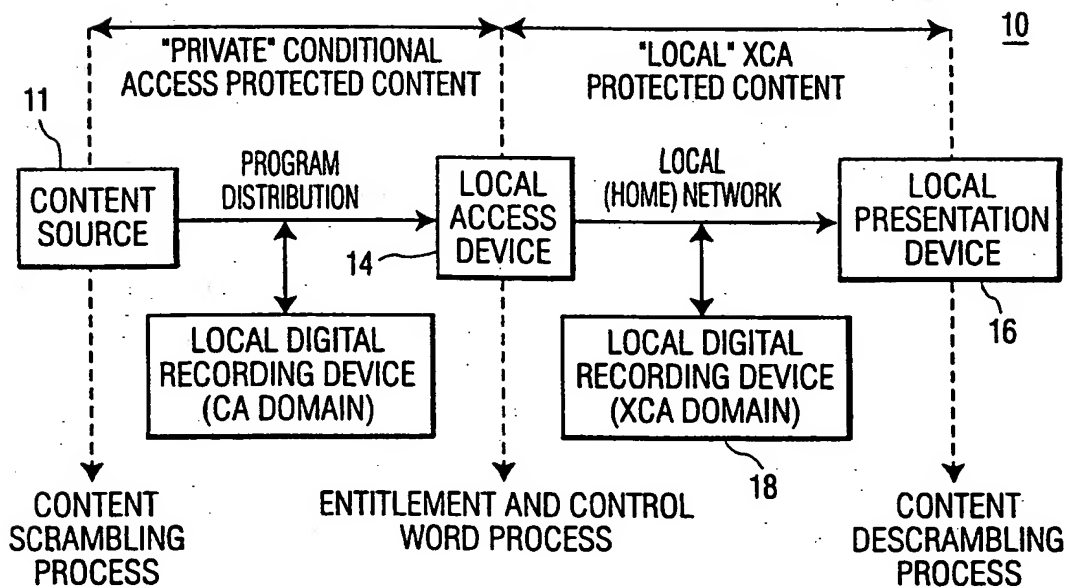 10
"PRIVATE" CONDITIONAL
ACCESS PROTECTED CONTENT
"LOCAL" XCA
PROTECTED CONTENT
11
CONTENT
SOURCE
PROGRAM
DISTRIBUTION
14
LOCAL
ACCESS
DEVICE
LOCAL
(HOME) NETWORK
LOCAL
PRESENTATION
DEVICE
16
LOCAL DIGITAL
RECORDING DEVICE
(CA DOMAIN)
LOCAL DIGITAL
RECORDING DEVICE
(XCA DOMAIN)
18
CONTENT
SCRAMBLING
PROCESS
ENTITLEMENT AND CONTROL
WORD PROCESS
CONTENT
DESCRAMBLING
PROCESS